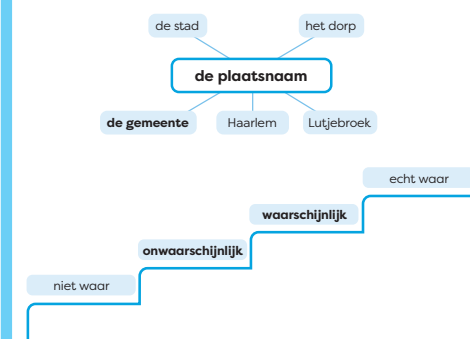 de stad
het dorp
de plaatsnaam
de gemeente
Haarlem
Lutjebroek
echt waar
waarschijnlijk
onwaarschijnlijk
niet waar